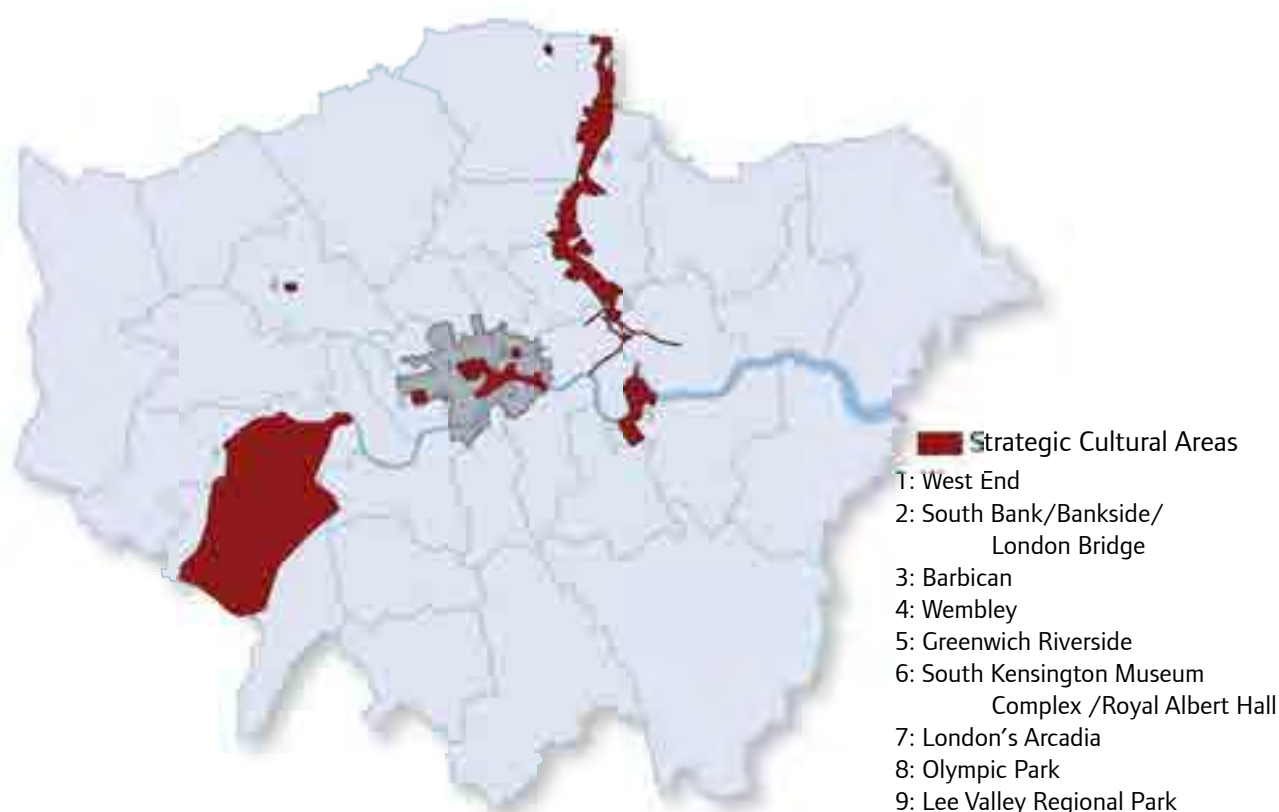 Strategic Cultural Areas
1: West End
2: South Bank/Bankside/
London Bridge
3: Barbican
4: Wembley
5: Greenwich Riverside
6: South Kensington Museum
Complex /Royal Albert Hall
7: London's Arcadia
8: Olympic Park
9: Lee Valley Regional Park